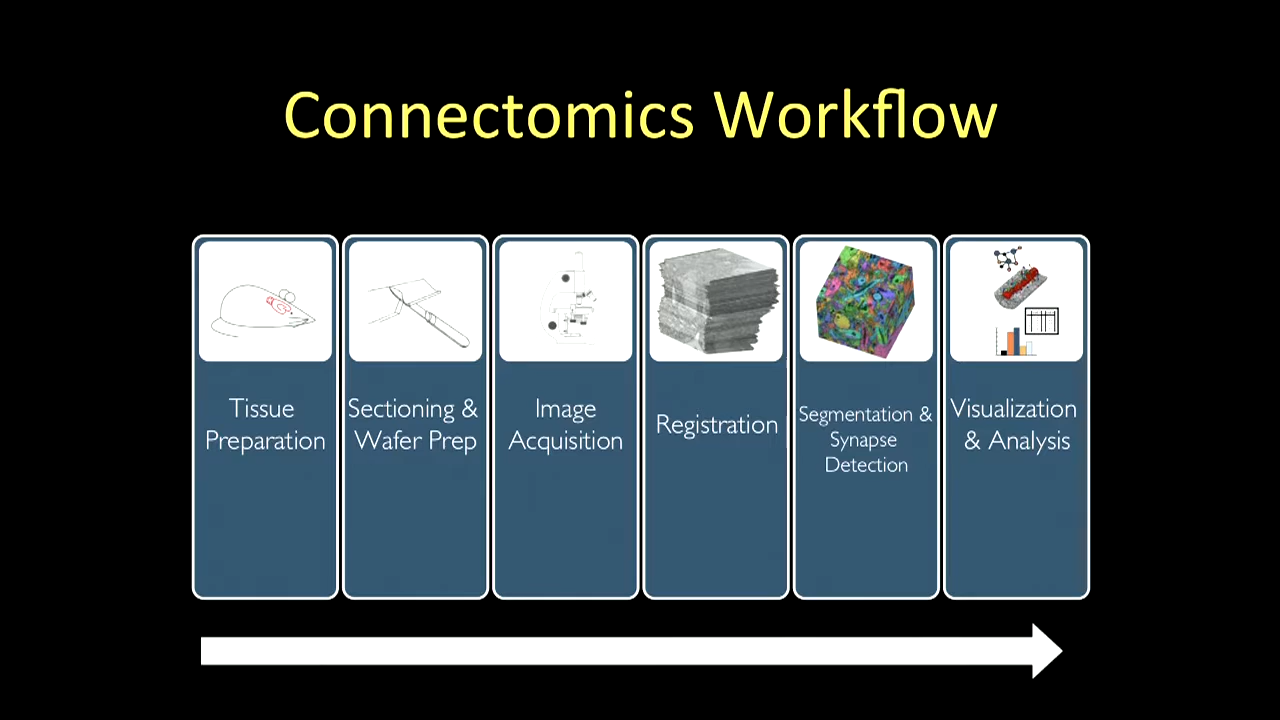 Connectomics Workflow
Tissue
Preparation
Sectioning &
Wafer Prep
Image
Acquisition
Registration
Segmentation &
Synapse
Detection
Visualization
& Analysis